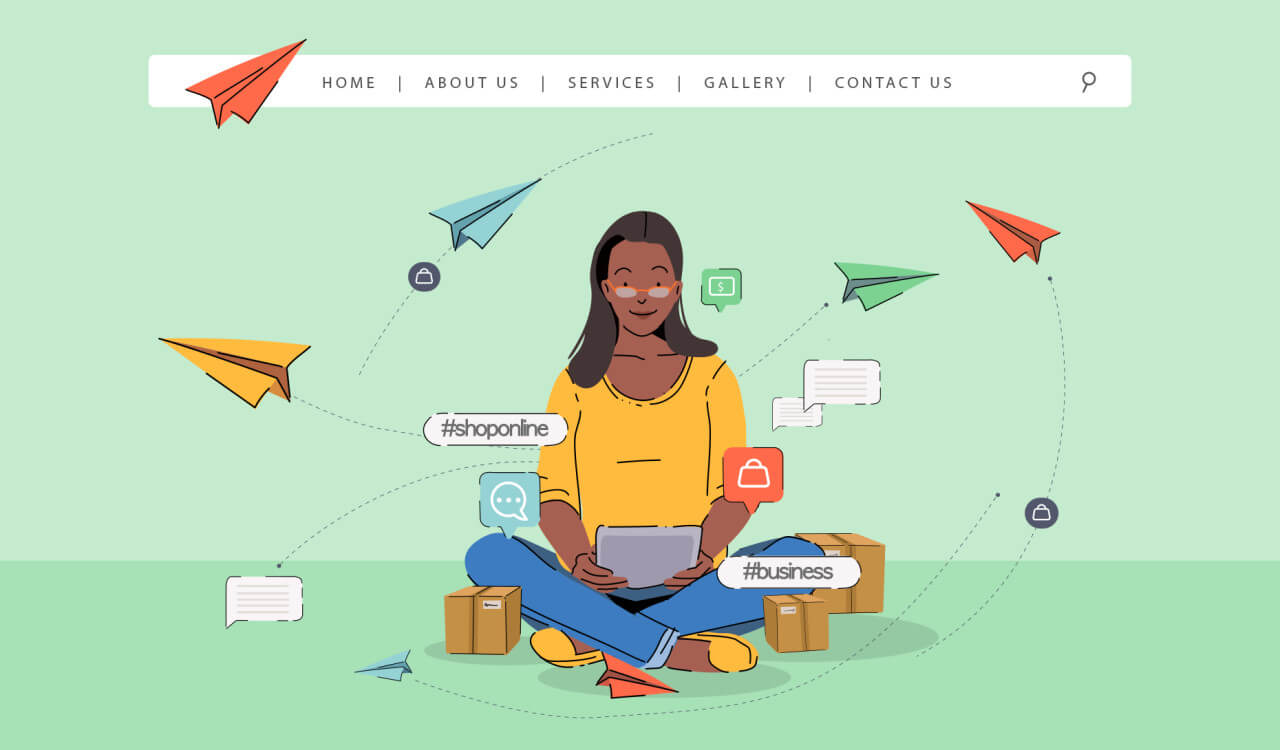 HOME | ABOUT US | SERVICES | GALLERY | CONTACT US
$
#shoponline
#business